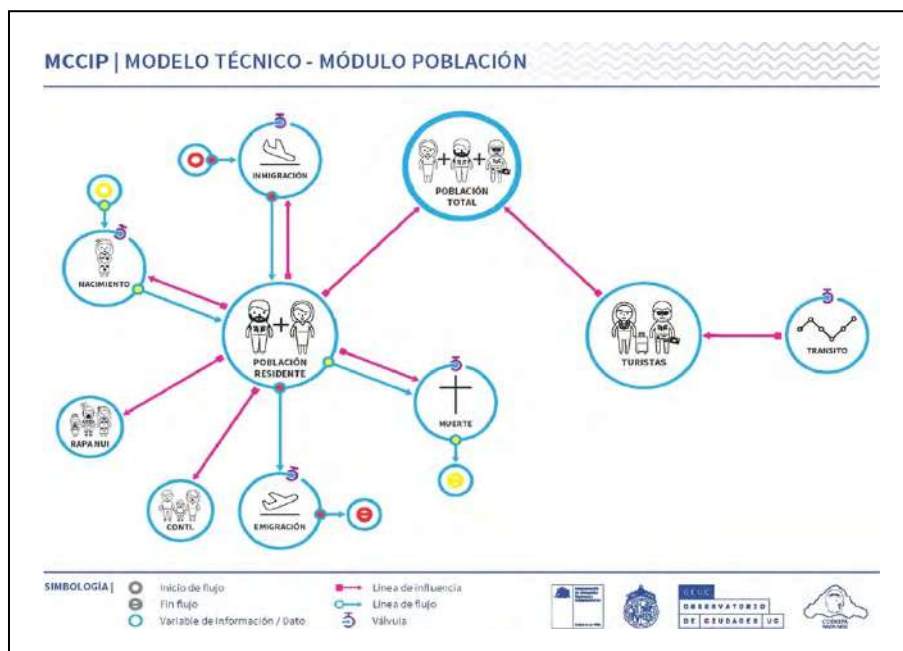 MCCIP | MODELO TÉCNICO - MÓDULO POBLACIÓN
INMIGRACIÓN
POBLACIÓN
TOTAL
NACIMIENTO
POBLACIÓN
RESIDENTE
TURISTAS
TRANSITO
MUERTE
RAPA NUI
CONTI.
EMIGRACIÓN
SIMBOLOGÍA |
Inicio de flujo
Fin flujo
Variable de Información / Dato
Línea de influencia
Línea de flujo
Válvula
OBSERVATORIO
DE CIUDADES UC